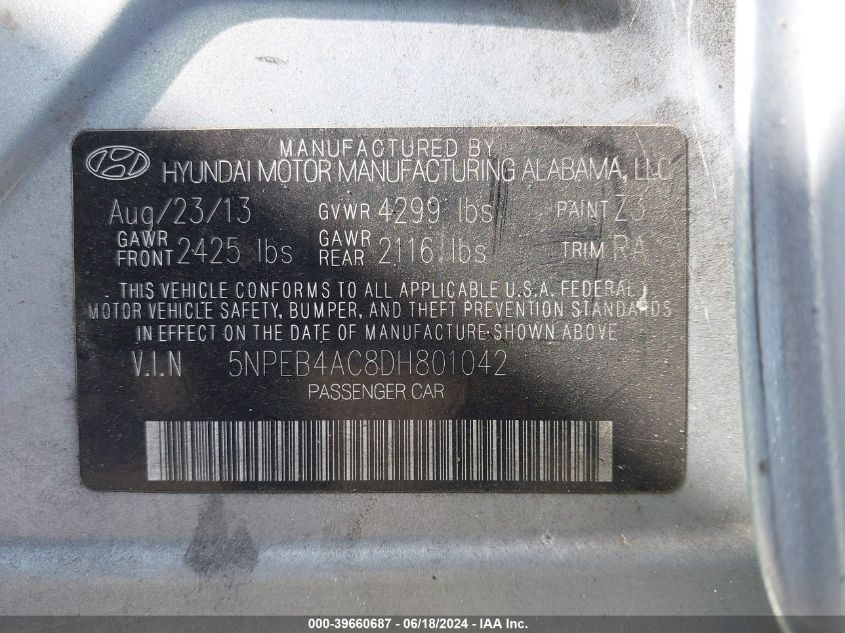 MANUFACTURED BY
HYUNDAI MOTOR MANUFACTURING ALABAMA, LLC
Aug/23/13 GVWR 4299 lbs PAINT Z3
GAWR FRONT 2425 lbs GAWR REAR 2116 lbs TRIM RA
THIS VEHICLE CONFORMS TO ALL APPLICABLE U.S.A. FEDERAL
MOTOR VEHICLE SAFETY, BUMPER, AND THEFT PREVENTION STANDARDS
IN EFFECT ON THE DATE OF MANUFACTURE SHOWN ABOVE
V.I.N 5NPEB4AC8DH801042
PASSENGER CAR
000-39660687 - 06/18/2024 - IAA Inc.